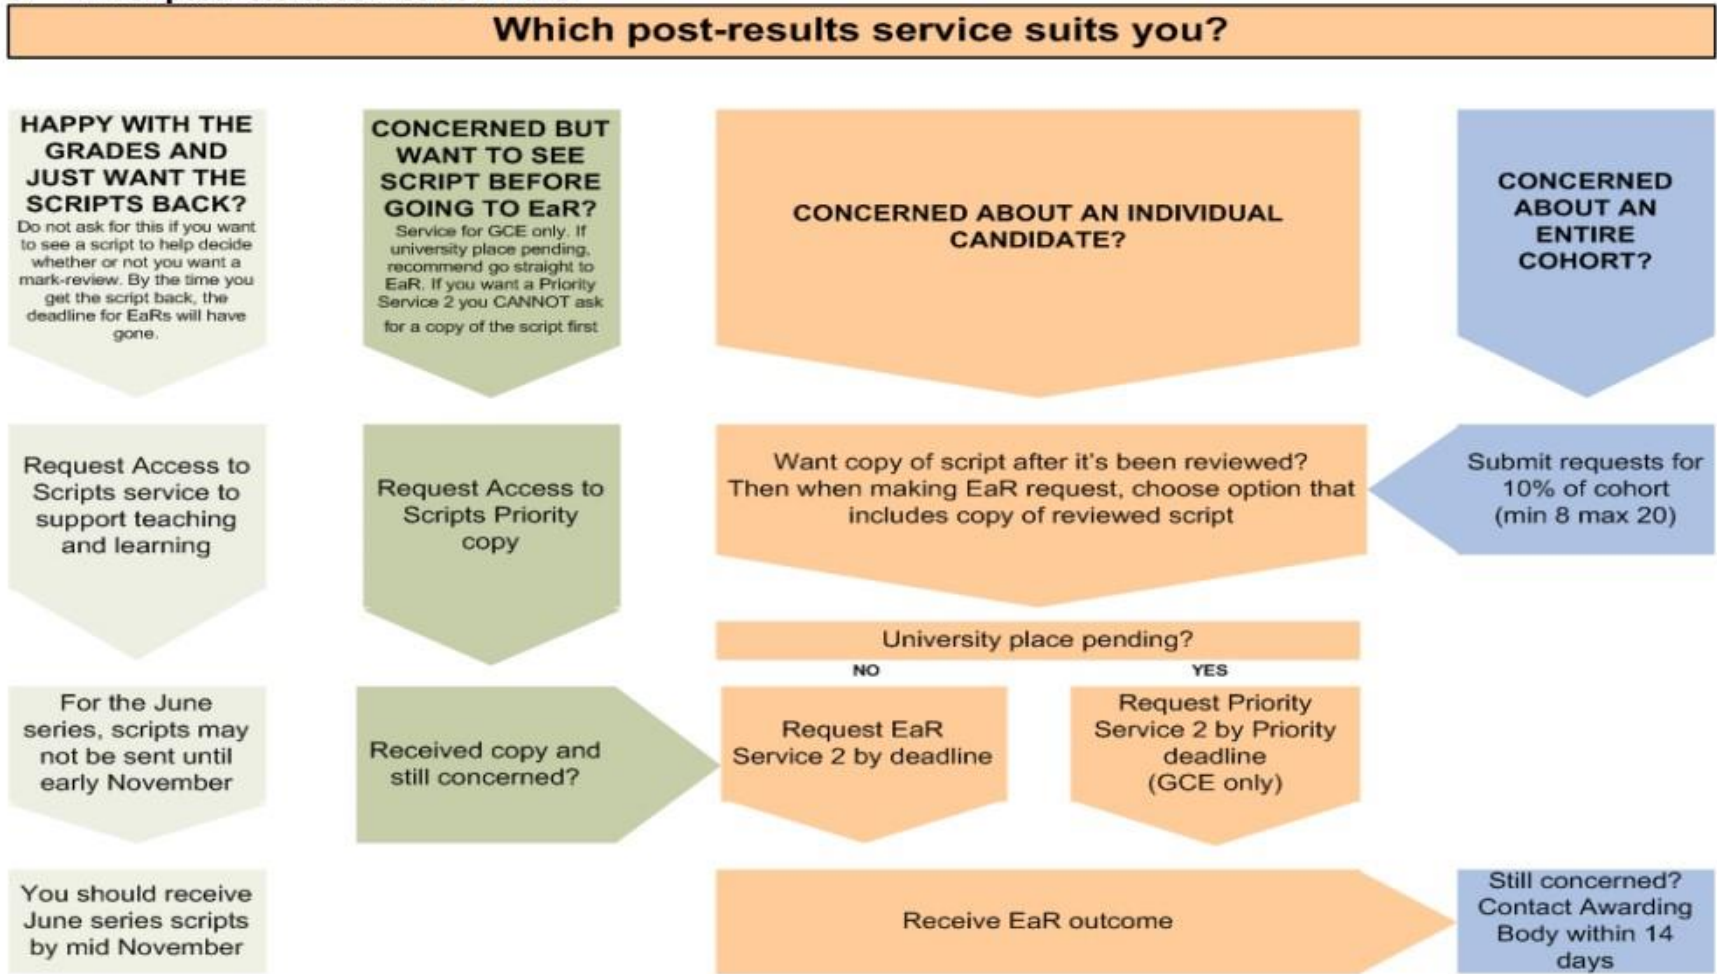 Which post-results service suits you?
HAPPY WITH THE
GRADES AND
JUST WANT THE
SCRIPTS BACK?
Do not ask for this if you want
to see a script to help decide
whether or not you want a
mark-review. By the time you
get the script back, the
deadline for EaRs will have
gone.
Request Access to
Scripts service to
support teaching
and learning
For the June
series, scripts may
not be sent until
early November
You should receive
June series scripts
by mid November
CONCERNED BUT
WANT TO SEE
SCRIPT BEFORE
GOING TO EaR?
Service for GCE only. If
university place pending,
recommend go straight to
EaR. If you want a Priority
Service 2 you CANNOT ask
for a copy of the script first
Request Access to
Scripts Priority
copy
Received copy and
still concerned?
CONCERNED ABOUT AN INDIVIDUAL
CANDIDATE?
Want copy of script after it's been reviewed?
Then when making EaR request, choose option that
includes copy of reviewed script
University place pending?
NO
YES
Request EaR
Service 2 by deadline
Request Priority
Service 2 by Priority
deadline
(GCE only)
Receive EaR outcome
CONCERNED
ABOUT AN
ENTIRE
COHORT?
Submit requests for
10% of cohort
(min 8 max 20)
Still concerned?
Contact Awarding
Body within 14
days